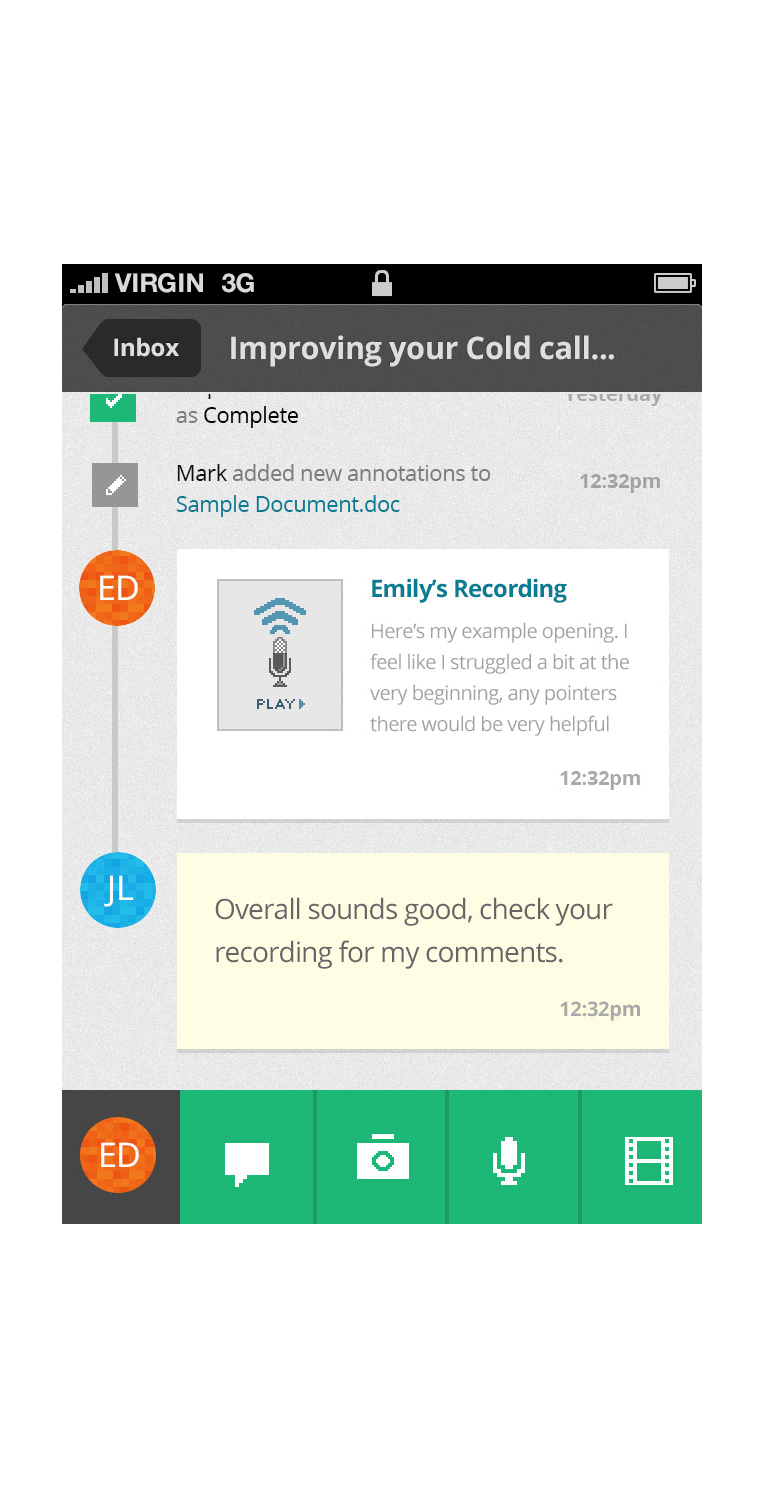 VIRGIN 3G
Inbox
Improving your Cold call...
Yesterday
as Complete
Mark added new annotations to
12:32pm
Sample Document.doc
ED
Emily's Recording
Here's my example opening. I
feel like I struggled a bit at the
very beginning, any pointers
there would be very helpful
PLAY
12:32pm
JL
Overall sounds good, check your
recording for my comments.
12:32pm
ED